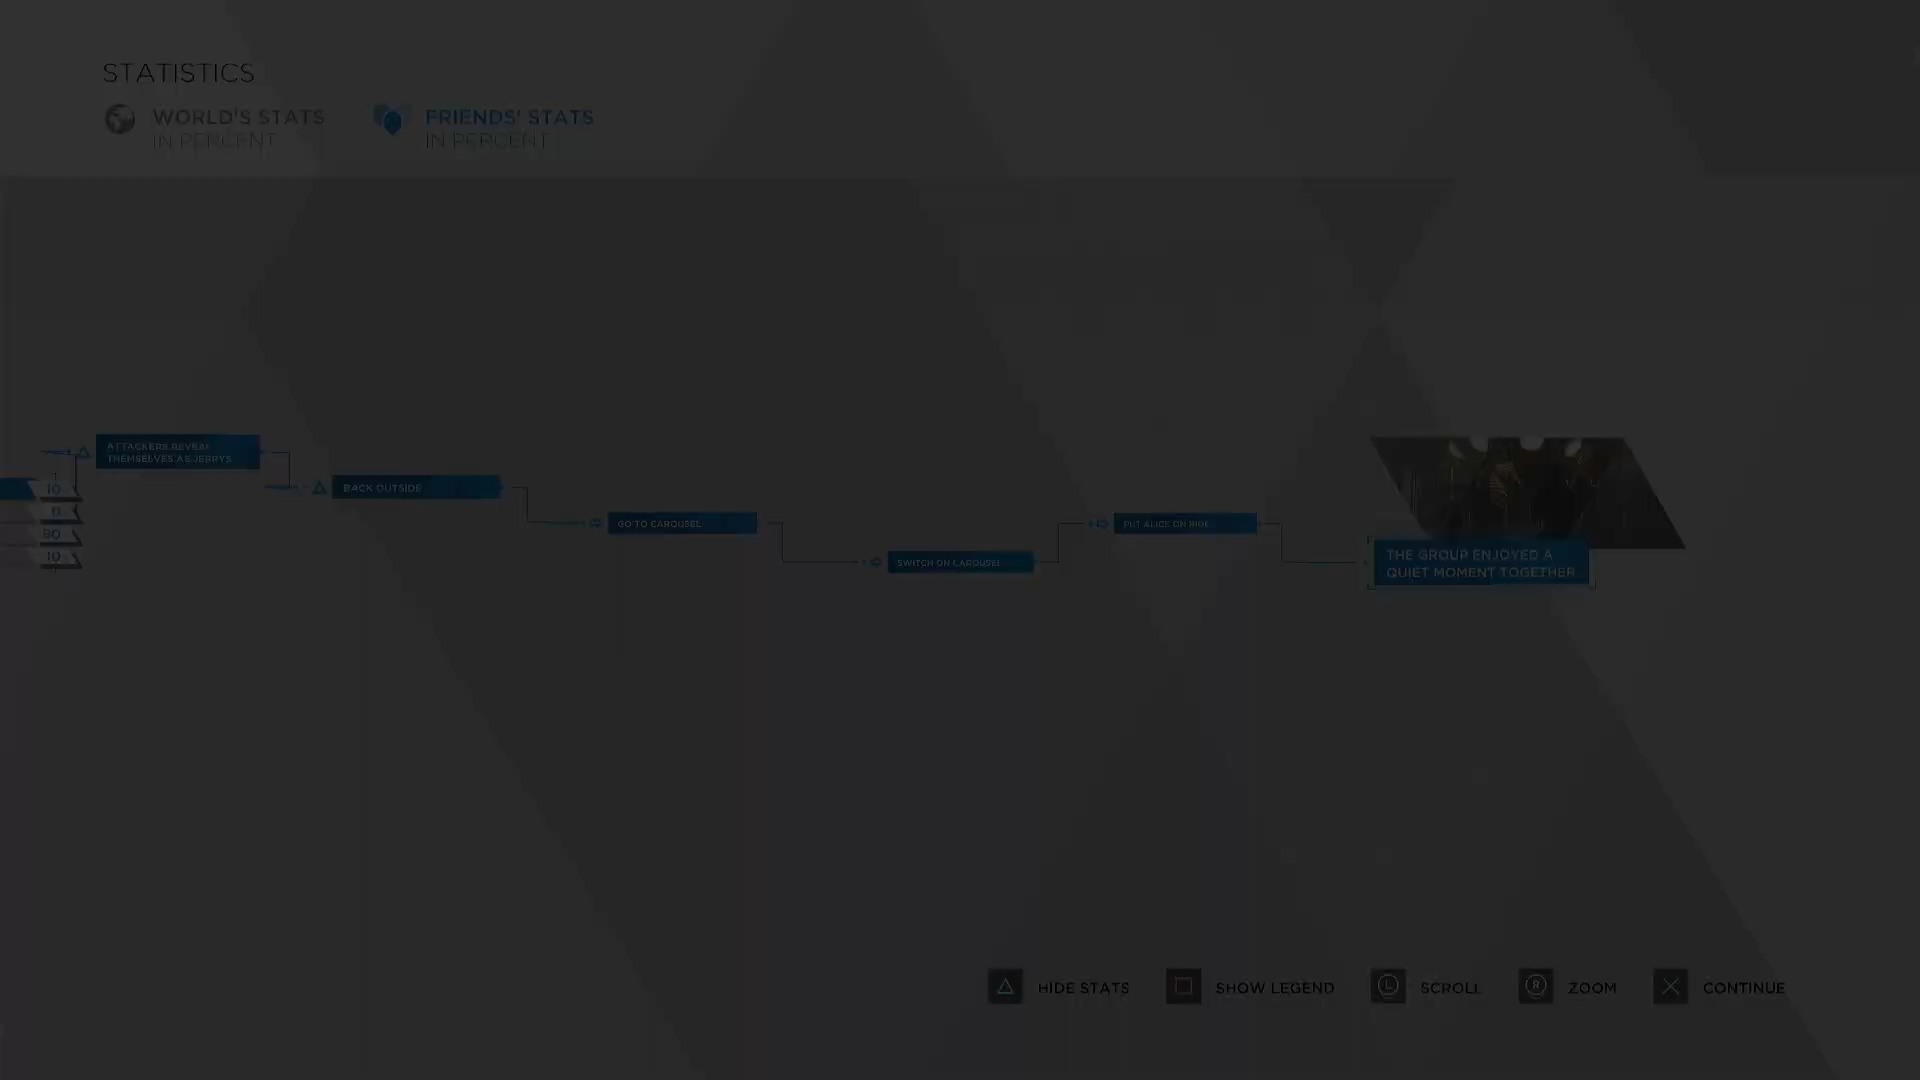 STATISTICS
WORLD'S STATS
IN PERCENT
FRIENDS' STATS
IN PERCENT
ATTACKERS REVEAL
THEMSELVES AS JERRYS
10
0
80
10
BACK OUTSIDE
GO TO CAROUSEL
SWITCH ON CAROUSEL
PUT ALICE ON RIDE
THE GROUP ENJOYED A
QUIET MOMENT TOGETHER
HIDE STATS
SHOW LEGEND
L
SCROLL
R
ZOOM
CONTINUE